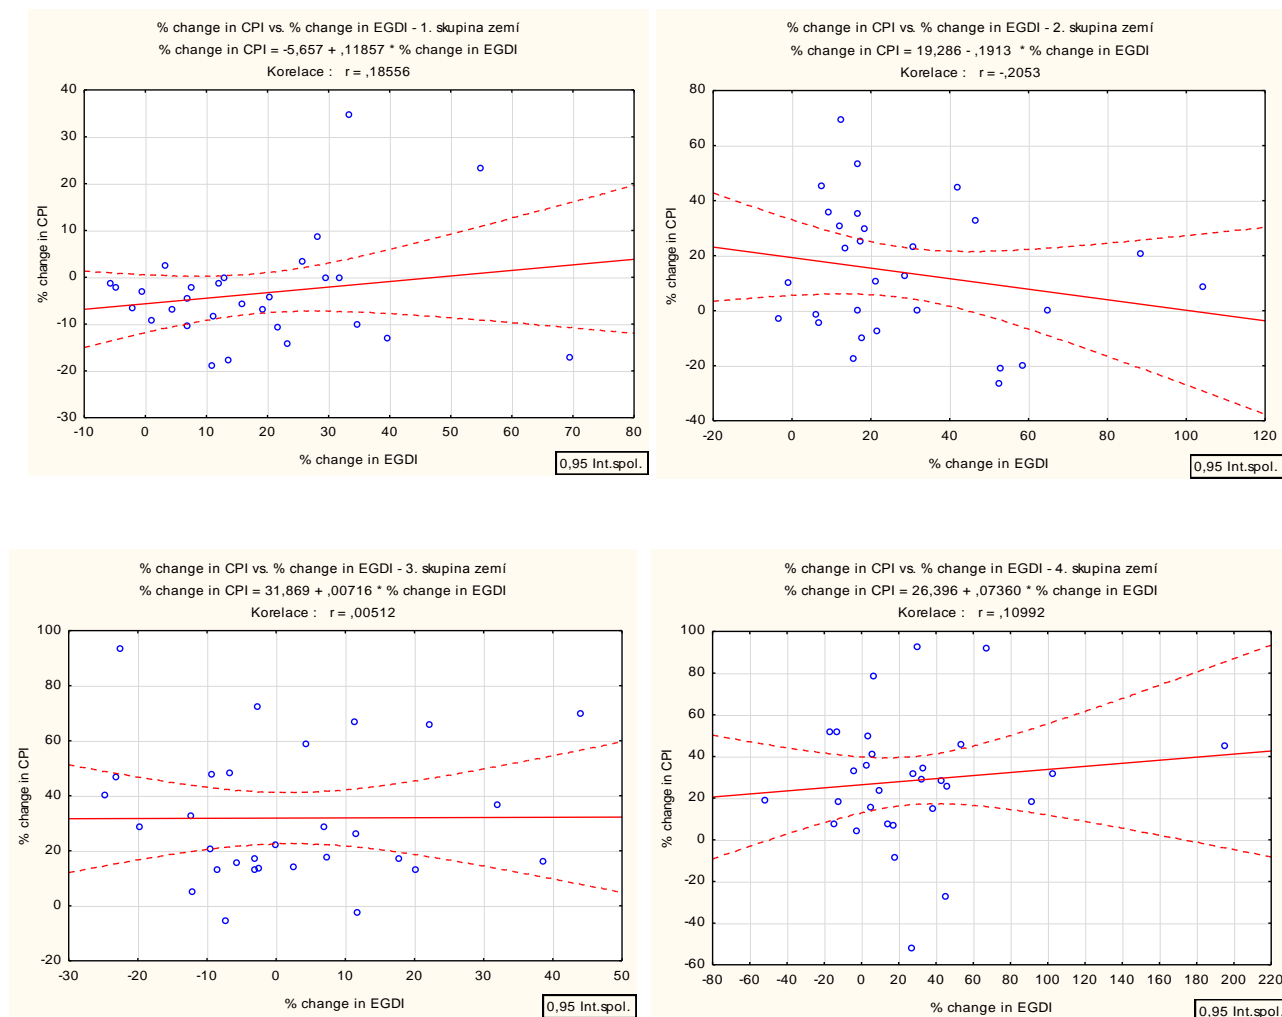 % change in CPI vs. % change in EGDI - 1. skupina zemí
% change in CPI = -5,657 + ,11857 * % change in EGDI
Korelace : r = ,18556
40
30
20
10
0
-10
-20
-30
% change in CPI
-10 0 10 20 30 40 50 60 70 80
% change in EGDI
0,95 Int.spol.
% change in CPI vs. % change in EGDI - 2. skupina zemí
% change in CPI = 19,286 - ,1913 * % change in EGDI
Korelace : r = -,2053
80
60
40
20
0
-20
-40
% change in CPI
-20 0 20 40 60 80 100 120
% change in EGDI
0,95 Int.spol.
% change in CPI vs. % change in EGDI - 3. skupina zemí
% change in CPI = 31,869 + ,00716 * % change in EGDI
Korelace : r = ,00512
100
80
60
40
20
0
-20
% change in CPI
-30 -20 -10 0 10 20 30 40 50
% change in EGDI
0,95 Int.spol.
% change in CPI vs. % change in EGDI - 4. skupina zemí
% change in CPI = 26,396 + ,07360 * % change in EGDI
Korelace : r = ,10992
100
80
60
40
20
0
-20
-40
-60
% change in CPI
-80 -60 -40 -20 0 20 40 60 80 100 120 140 160 180 200 220
% change in EGDI
0,95 Int.spol.